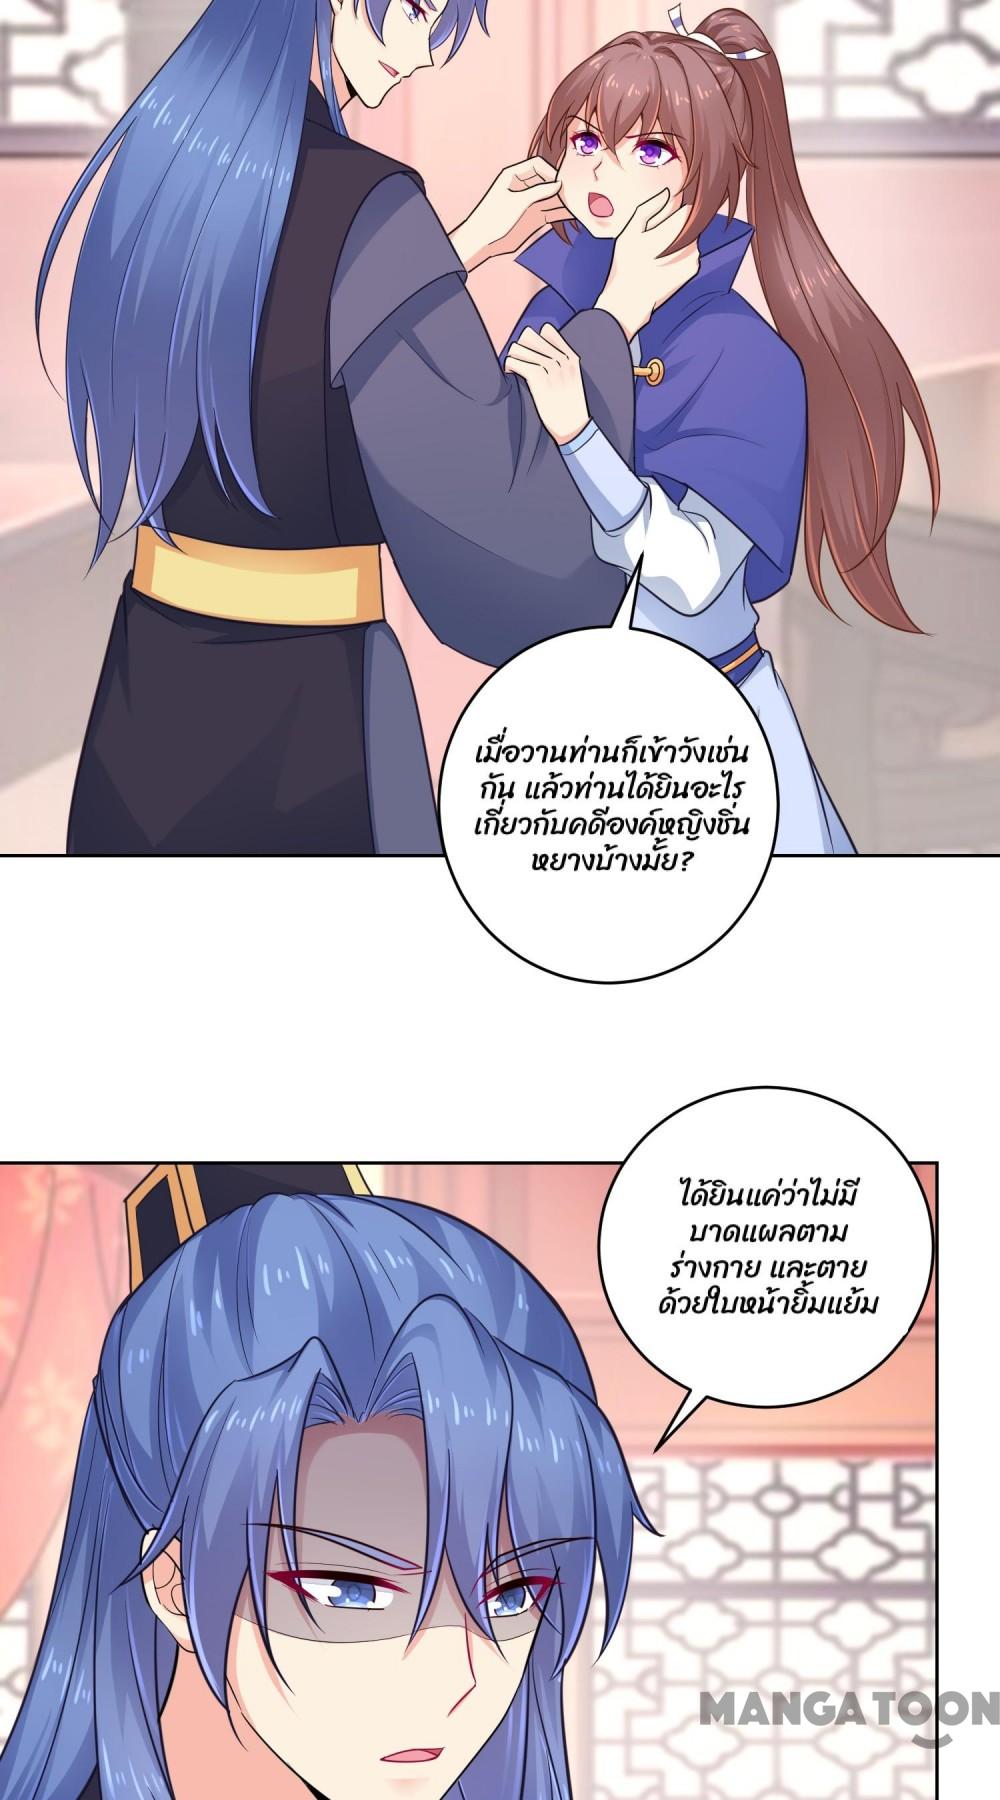 เมื่อวานท่านก็เข้าวังเช่น
กัน แล้วท่านได้ยินอะไร
เกี่ยวกับคดีองค์หญิงชิ่น
หยางบ้างมั้ย?
ได้ยินแค่ว่าไม่มี
บาดแผลตาม
ร่างกาย และตาย
ด้วยใบหน้ายิ้มแย้ม
MANGATOON